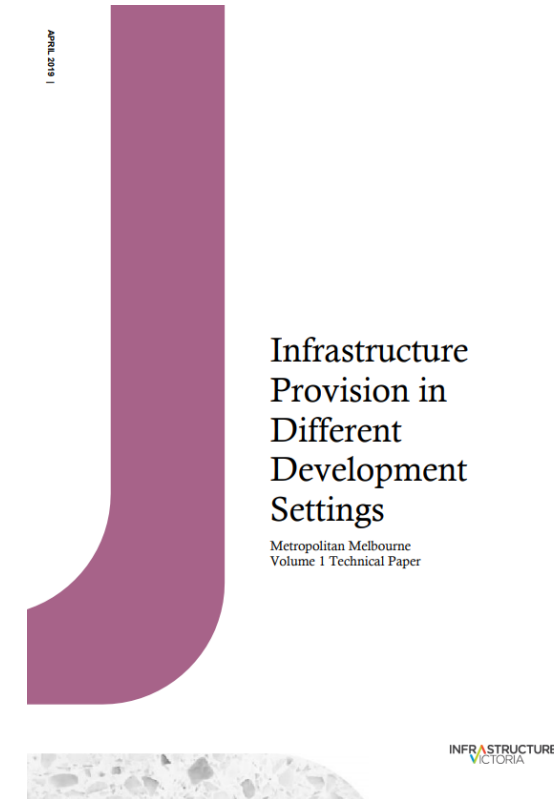 APRIL 2019 |
Infrastructure
Provision in
Different
Development
Settings
Metropolitan Melbourne
Volume 1 Technical Paper
INFRASTRUCTURE
VICTORIA